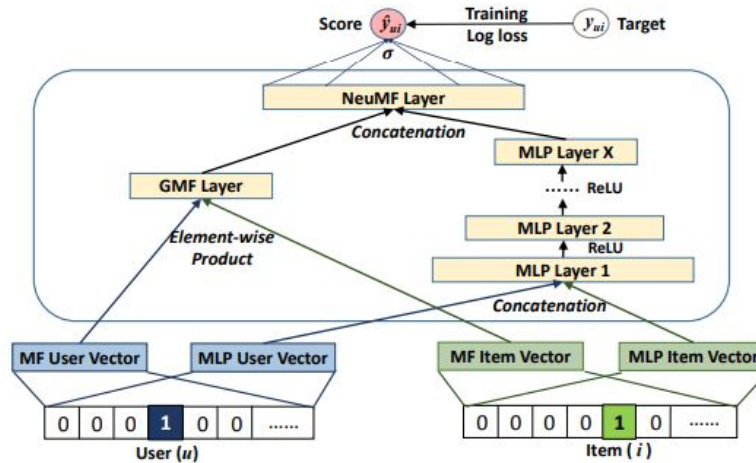 Score ŷui Training yui Target
Log loss
σ
NeuMF Layer
Concatenation
MLP Layer X
GMF Layer
...... ReLU
Element-wise
Product
MLP Layer 2
ReLU
MLP Layer 1
Concatenation
MF User Vector MLP User Vector MF Item Vector MLP Item Vector
0 0 0 1 0 0 ...... 0 0 0 0 1 0 ......
User (u) Item ( i )